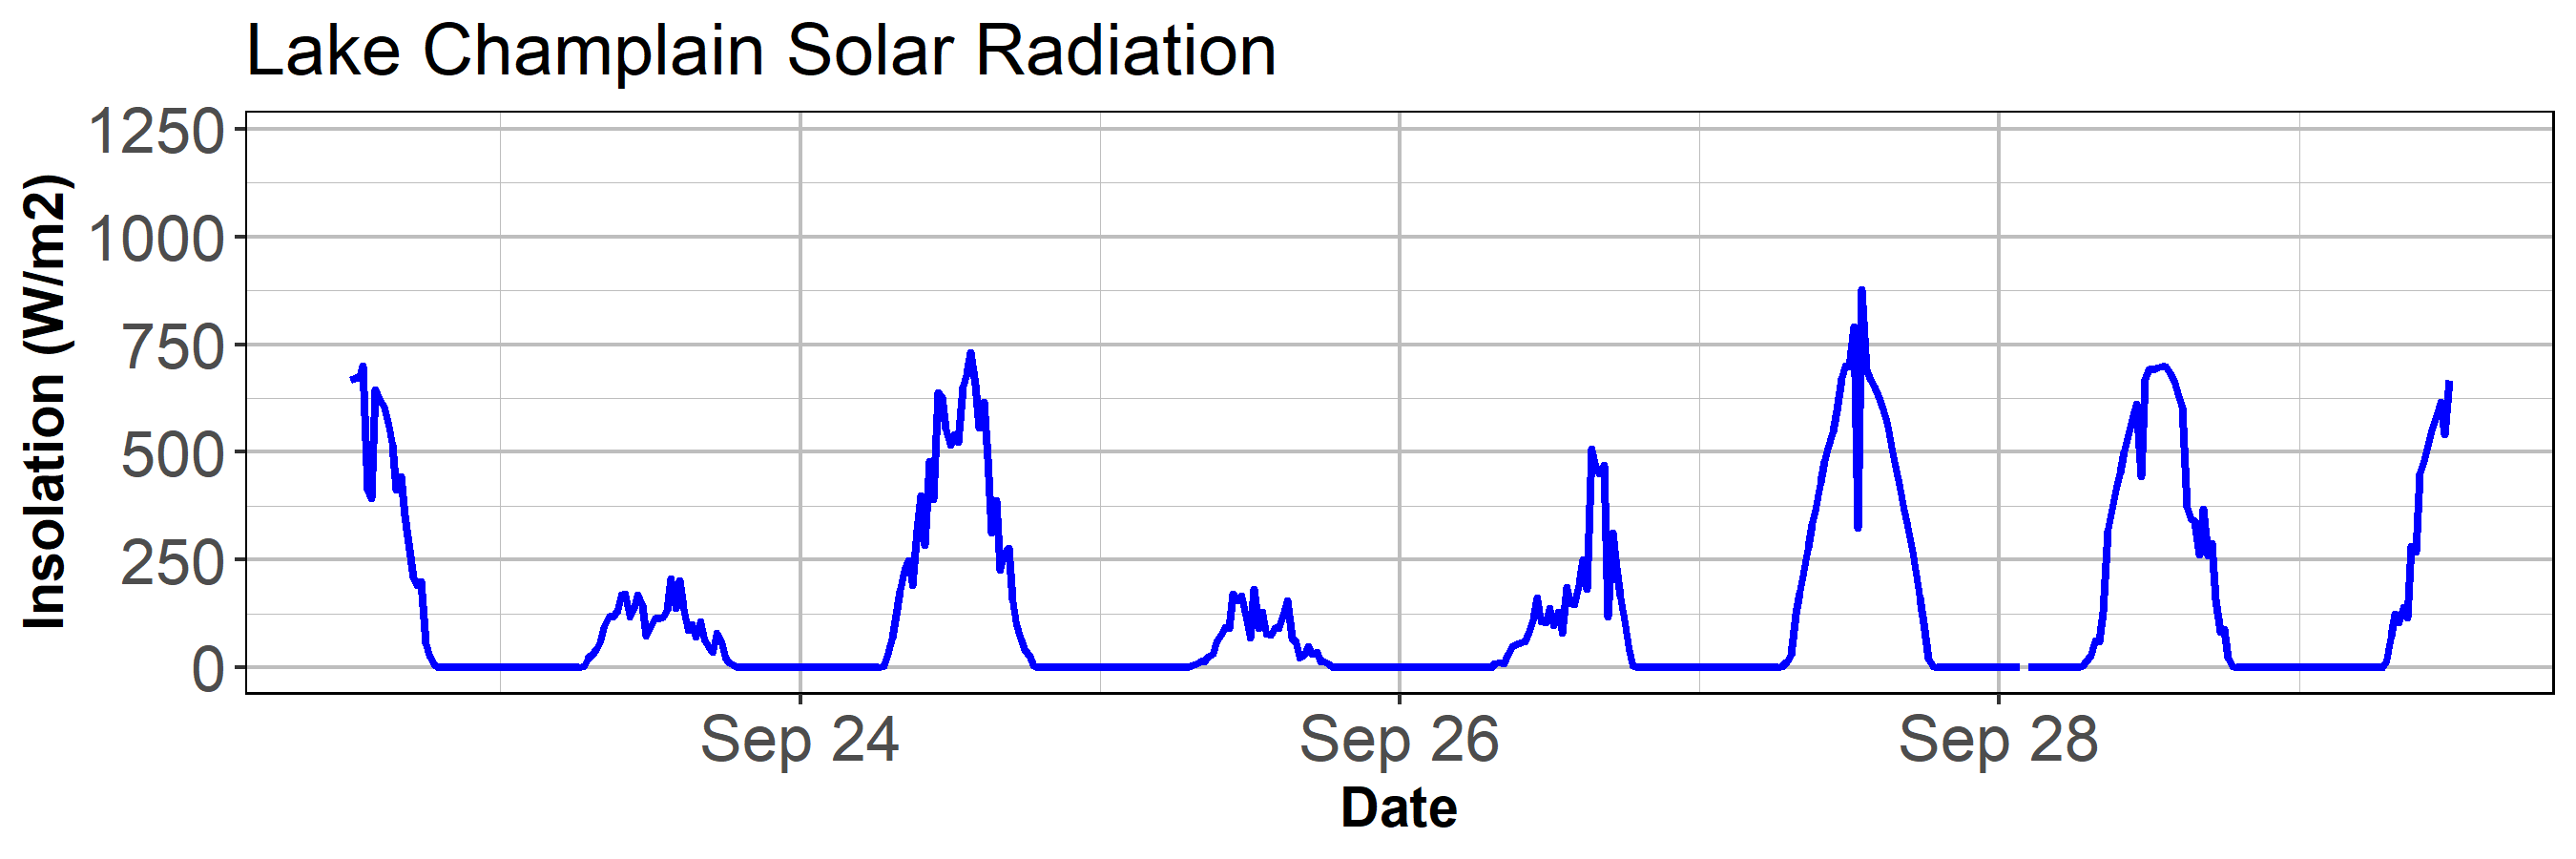 Lake Champlain Solar Radiation
Insolation (W/m2)
1250
1000
750
500
250
0
Sep 24 Sep 26 Sep 28
Date